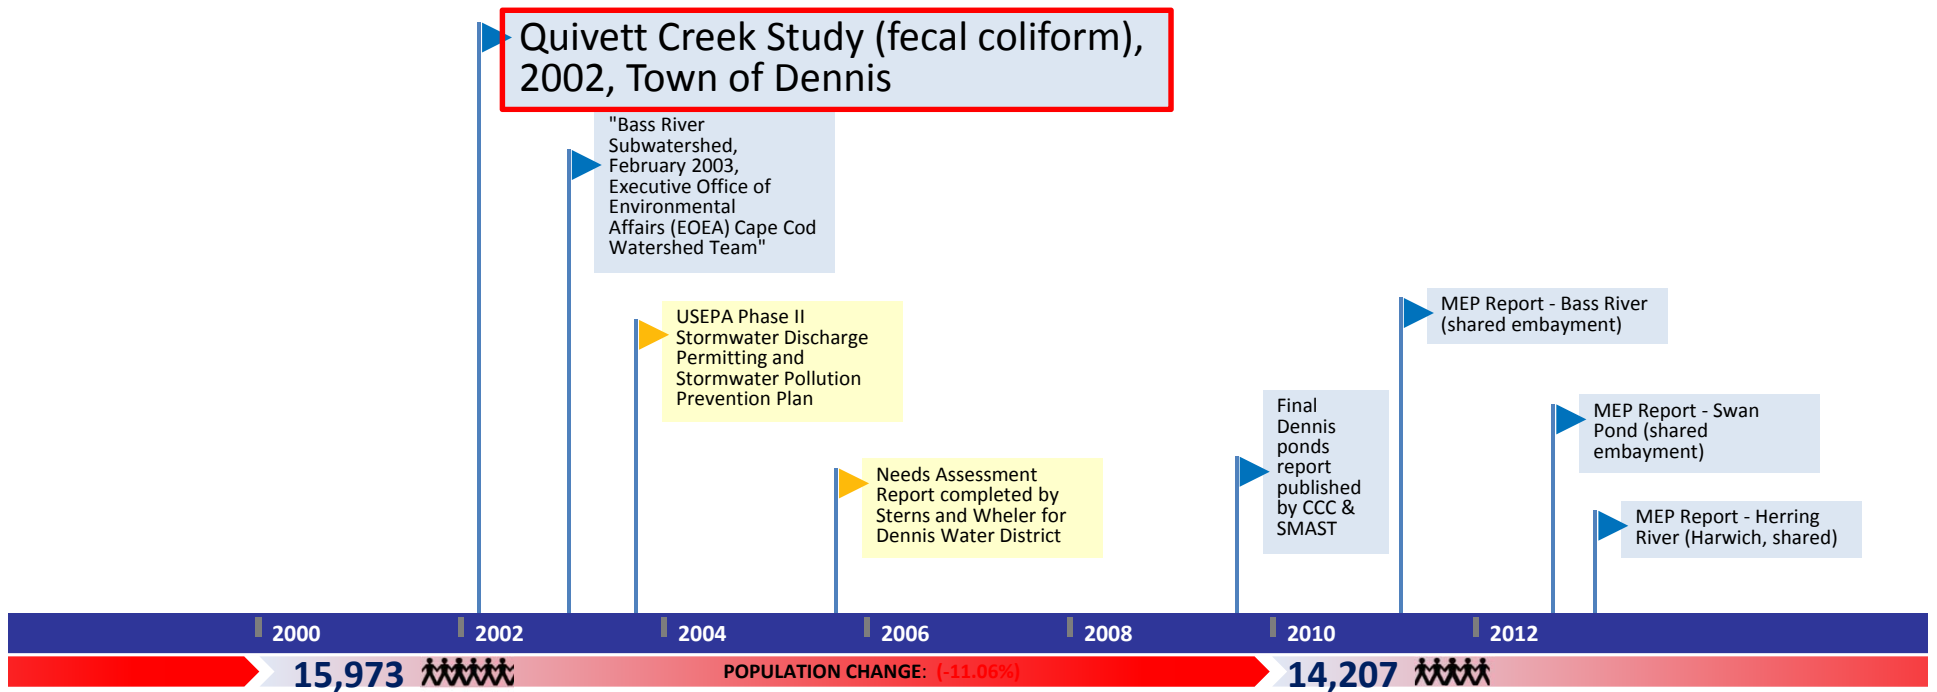 Quivett Creek Study (fecal coliform),
2002, Town of Dennis
"Bass River
Subwatershed,
February 2003,
Executive Office of
Environmental
Affairs (EOEA) Cape Cod
Watershed Team"
USEPA Phase II
Stormwater Discharge
Permitting and
Stormwater Pollution
Prevention Plan
Needs Assessment
Report completed by
Sterns and Wheler for
Dennis Water District
Final
Dennis
ponds
report
published
by CCC &
SMAST
MEP Report - Bass River
(shared embayment)
MEP Report - Swan
Pond (shared
embayment)
MEP Report - Herring
River (Harwich, shared)
2000 2002 2004 2006 2008 2010 2012
15,973 POPULATION CHANGE: (-11.06%) 14,207